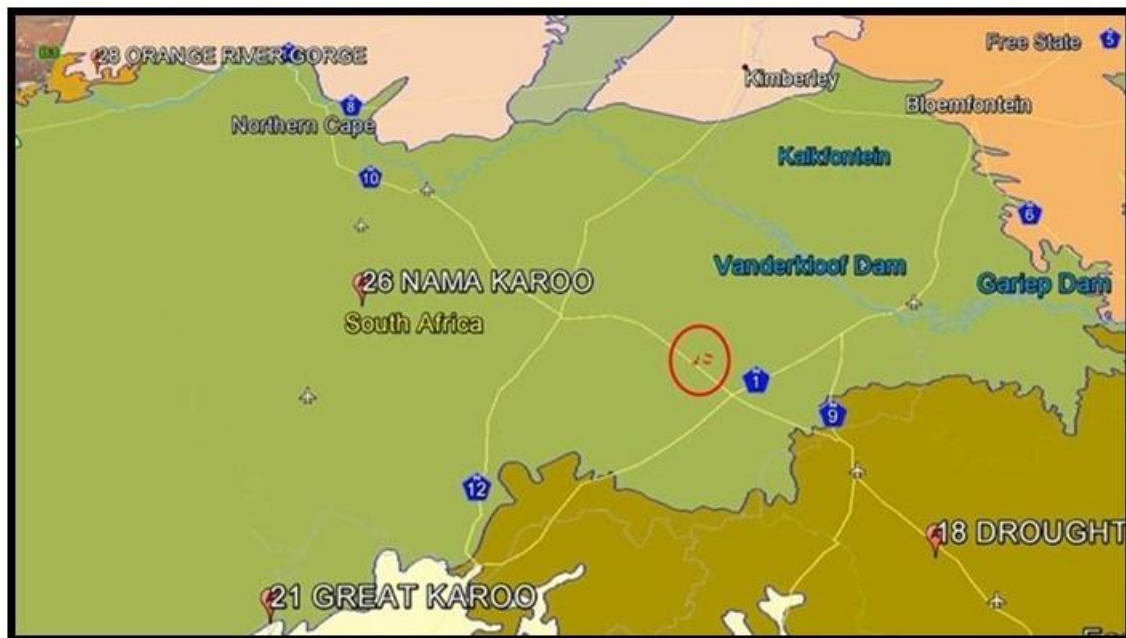 Free State
5
28 ORANGE RIVER GORGE
Kimberley
8
Bloemfontein
Northern Cape
Kalkfontein
10
6
Vanderkloof Dam
26 NAMA KAROO
Gariep Dam
South Africa
1
9
12
18 DROUGHT
21 GREAT KAROO